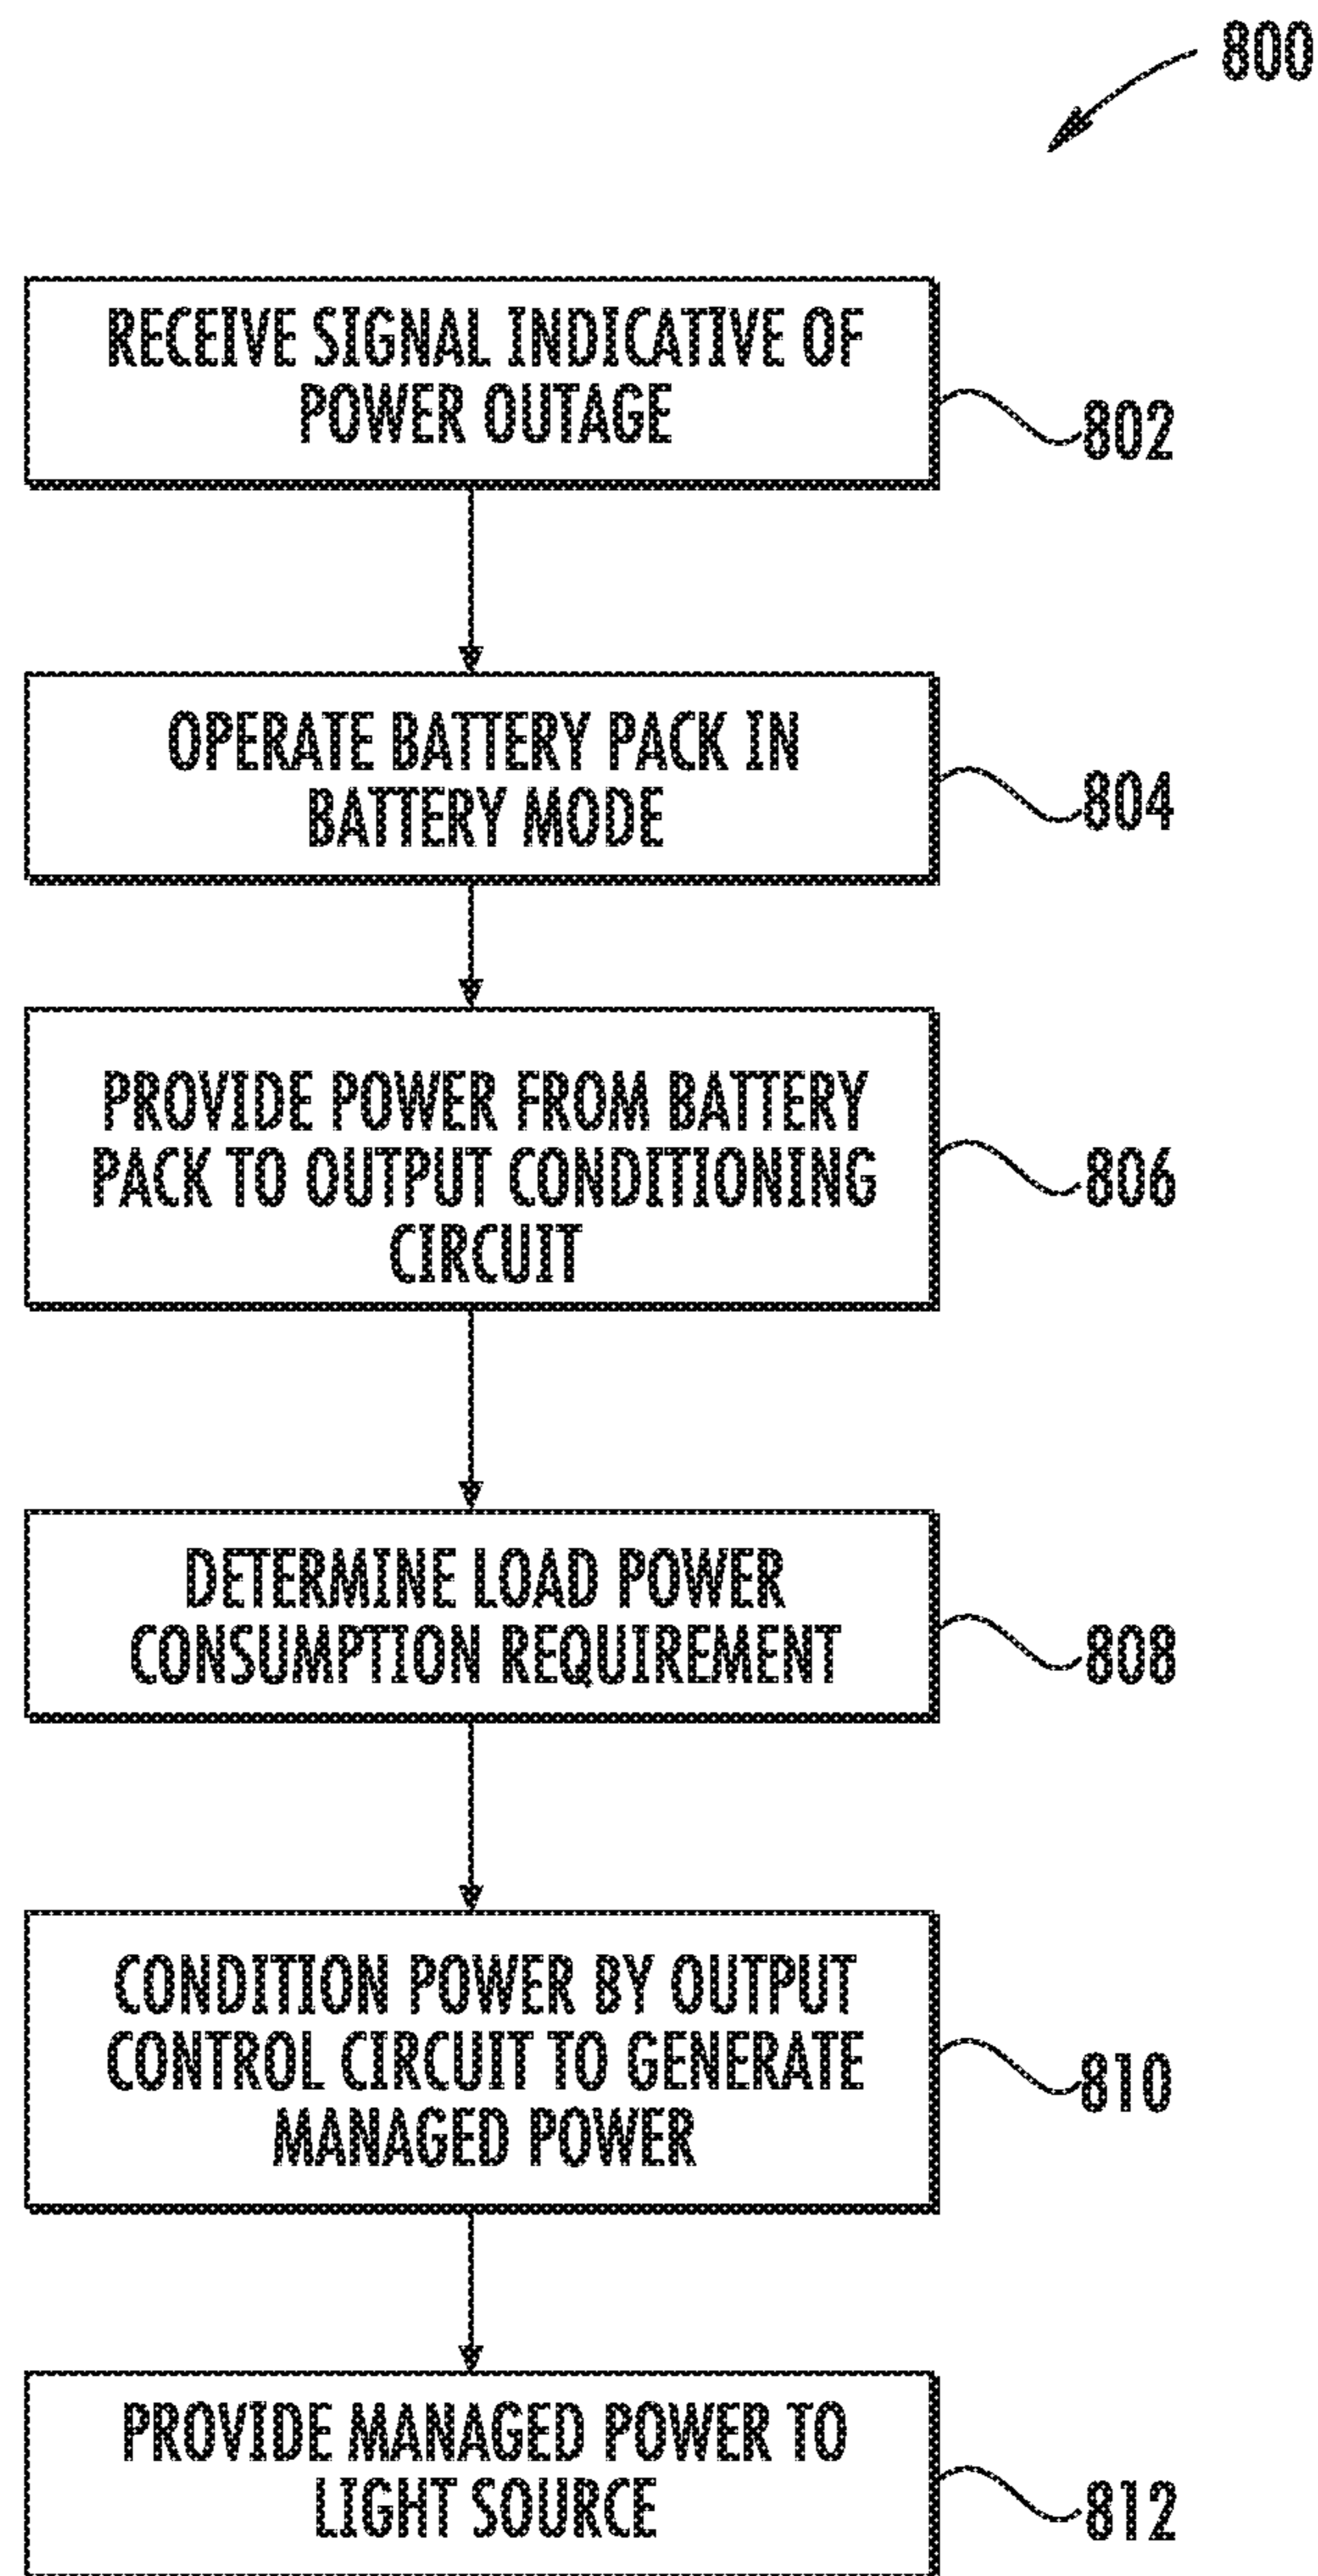 800
RECEIVE SIGNAL INDICATIVE OF
POWER OUTAGE
802
OPERATE BATTERY PACK IN
BATTERY MODE
804
PROVIDE POWER FROM BATTERY
PACK TO OUTPUT CONDITIONING
CIRCUIT
806
DETERMINE LOAD POWER
CONSUMPTION REQUIREMENT
808
CONDITION POWER BY OUTPUT
CONTROL CIRCUIT TO GENERATE
MANAGED POWER
810
PROVIDE MANAGED POWER TO
LIGHT SOURCE
812